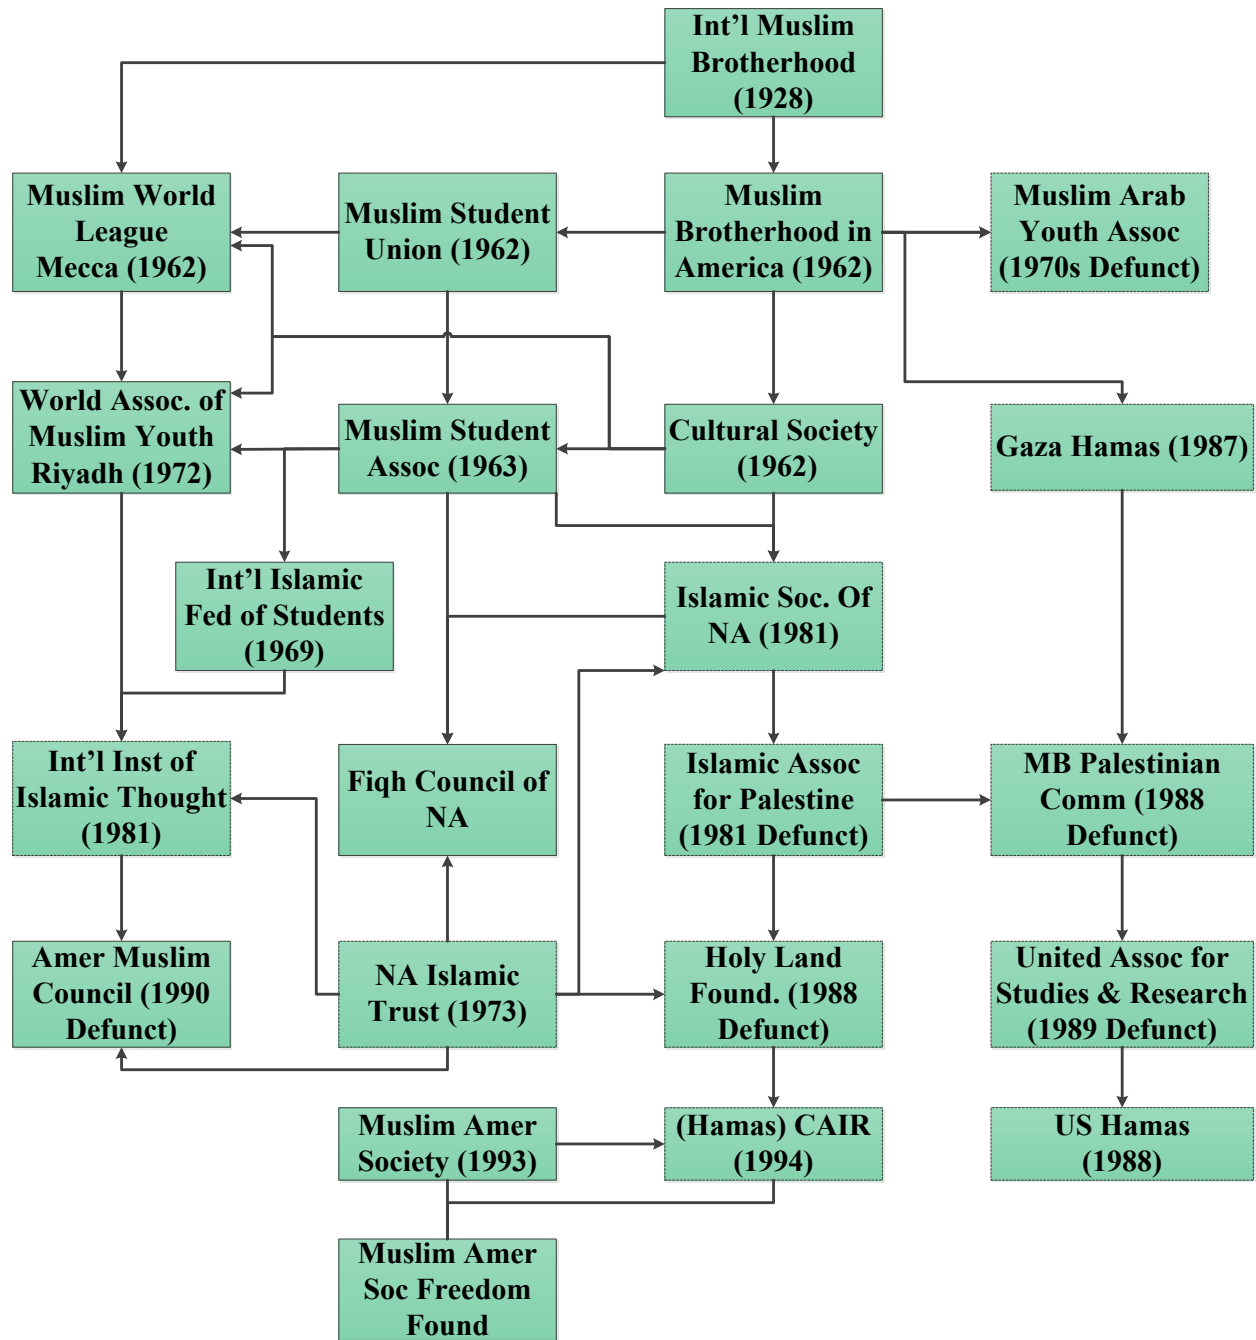 Int'l Muslim
Brotherhood
(1928)
Muslim World
League
Mecca (1962)
Muslim Student
Union (1962)
Muslim
Brotherhood in
America (1962)
Muslim Arab
Youth Assoc
(1970s Defunct)
World Assoc. of
Muslim Youth
Riyadh (1972)
Muslim Student
Assoc (1963)
Cultural Society
(1962)
Gaza Hamas (1987)
Int'l Islamic
Fed of Students
(1969)
Islamic Soc. Of
NA (1981)
Int'l Inst of
Islamic Thought
(1981)
Fiqh Council of
NA
Islamic Assoc
for Palestine
(1981 Defunct)
MB Palestinian
Comm (1988
Defunct)
Amer Muslim
Council (1990
Defunct)
NA Islamic
Trust (1973)
Holy Land
Found. (1988
Defunct)
United Assoc for
Studies & Research
(1989 Defunct)
Muslim Amer
Society (1993)
(Hamas) CAIR
(1994)
US Hamas
(1988)
Muslim Amer
Soc Freedom
Found